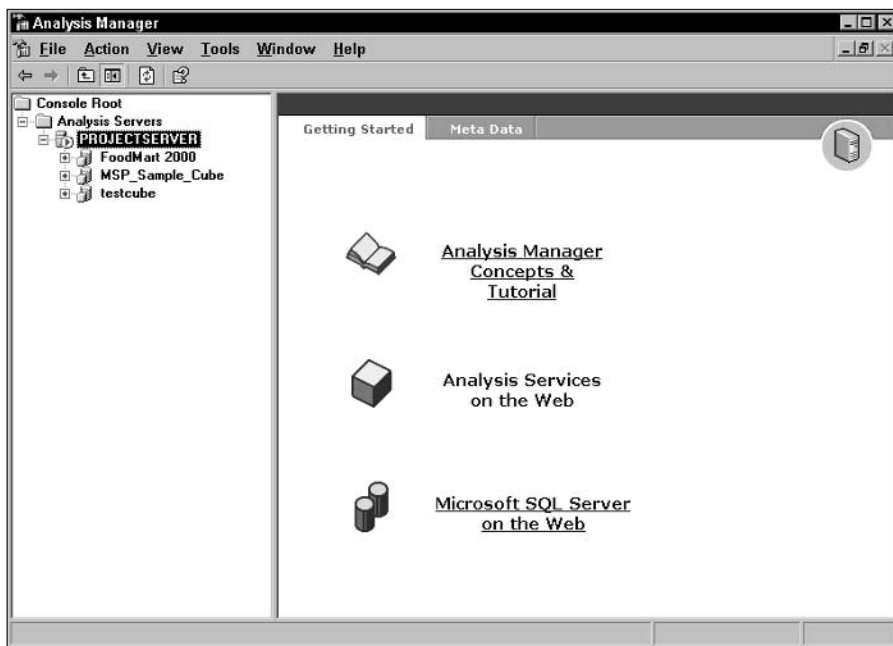 Analysis Manager
File Action View Tools Window Help
Console Root
Analysis Servers
PROJECTSERVER
FoodMart 2000
MSP_Sample_Cube
testcube
Getting Started Meta Data
Analysis Manager
Concepts &
Tutorial
Analysis Services
on the Web
Microsoft SQL Server
on the Web